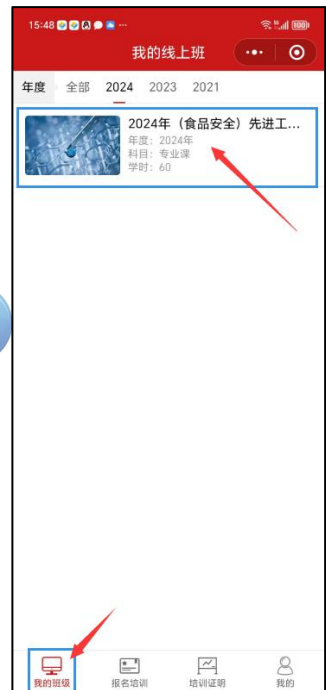 15:48
100
我的线上班
年度 全部 2024 2023 2021
2024年（食品安全）先进工...
年度：2024年
科目：专业课
学时：60
我的班级 报名培训 培训证明 我的